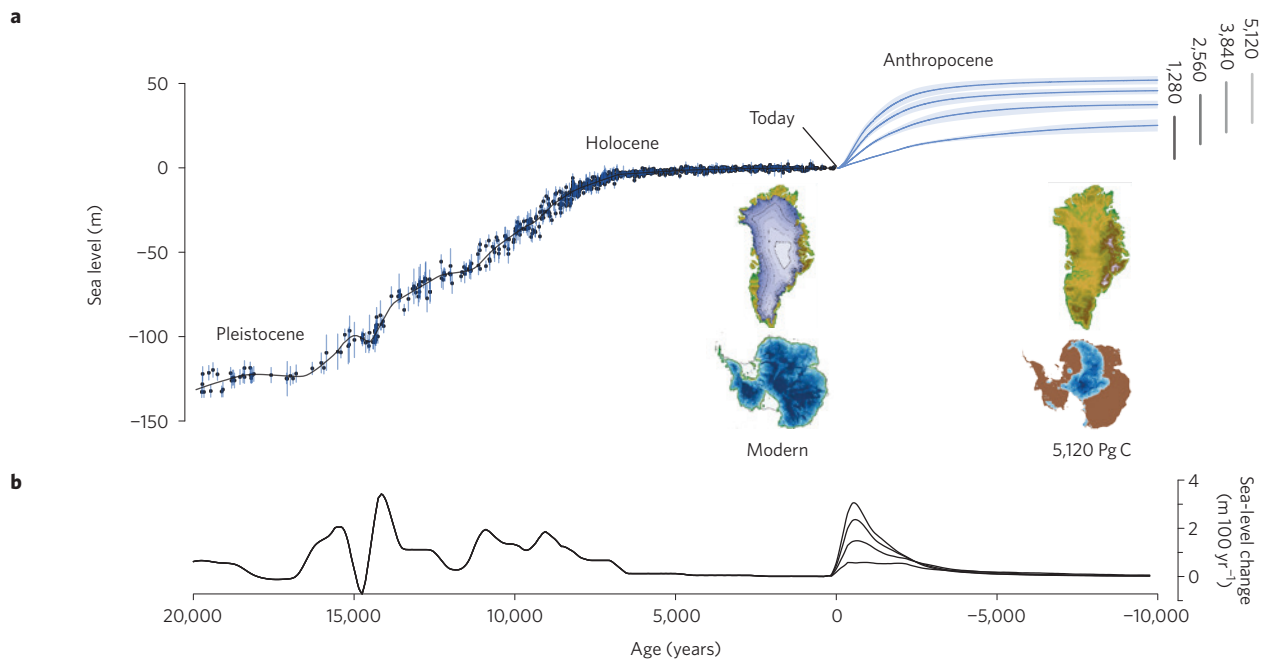 a
50
0
−50
−100
−150
Sea level (m)
Pleistocene
Holocene
Today
Anthropocene
1,280
2,560
3,840
5,120
Modern
5,120 Pg C
b
4
2
0
Sea-level change
(m 100 yr⁻¹)
20,000
15,000
10,000
5,000
0
−5,000
−10,000
Age (years)